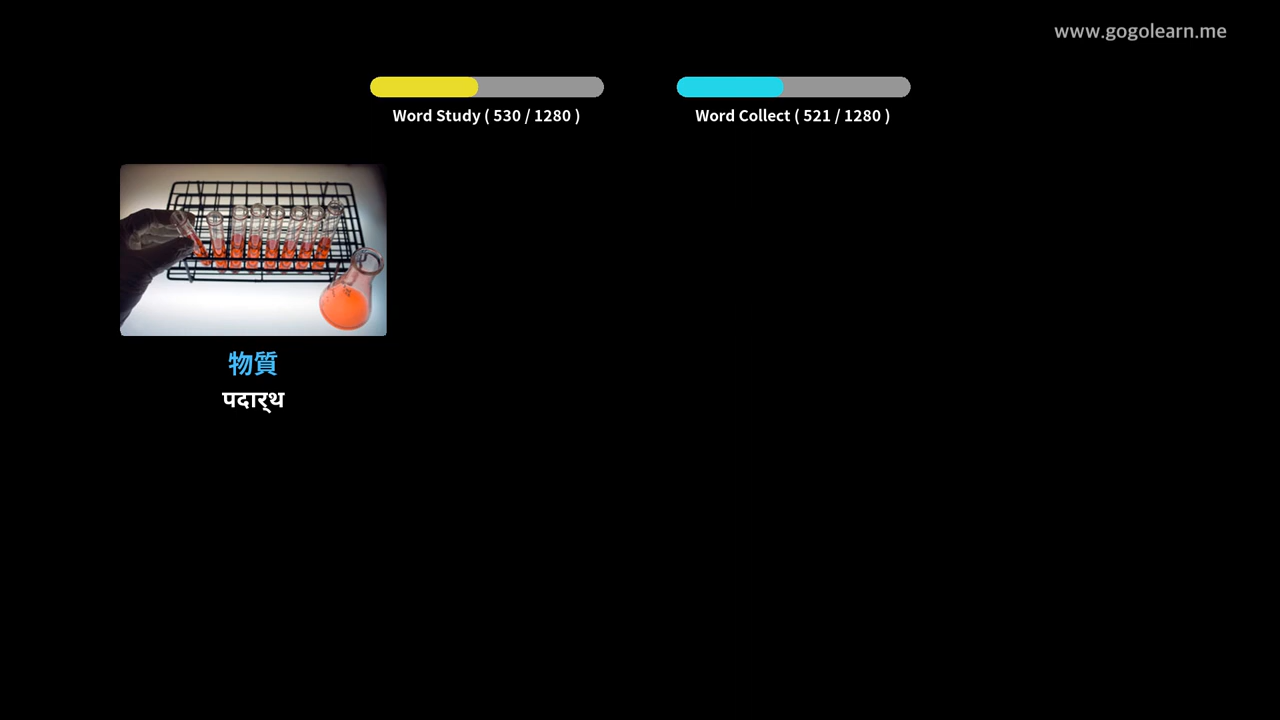 www.gogolearn.me
Word Study ( 530 / 1280 )
Word Collect ( 521 / 1280 )
物質
पदार्थ